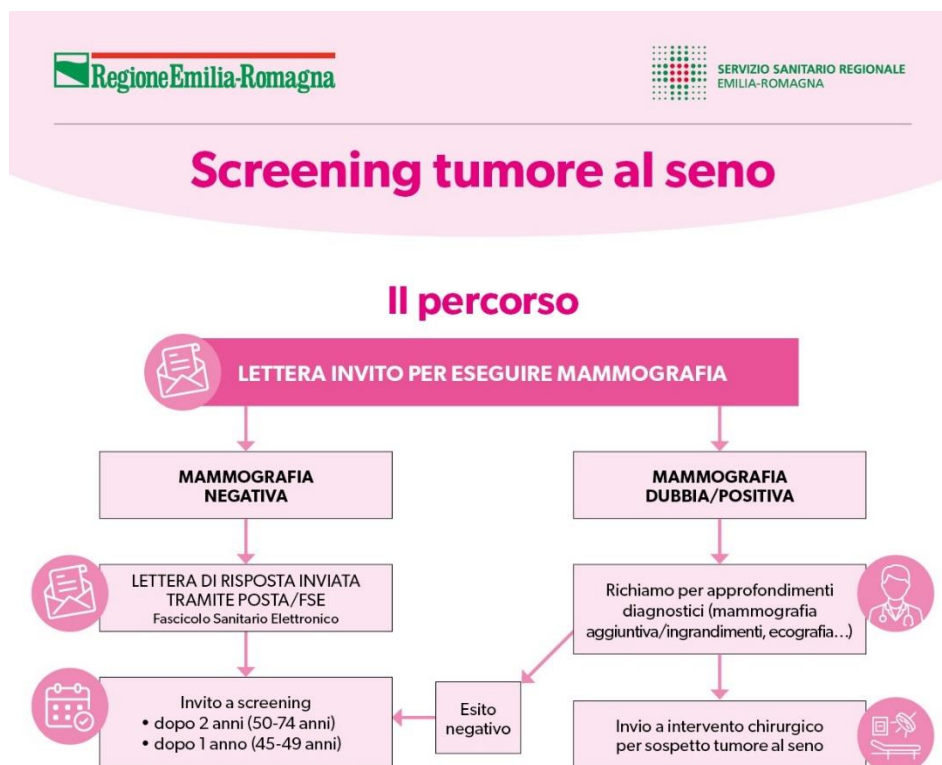 RegioneEmilia-Romagna
SERVIZIO SANITARIO REGIONALE
EMILIA-ROMAGNA
Screening tumore al seno
Il percorso
LETTERA INVITO PER ESEGUIRE MAMMOGRAFIA
MAMMOGRAFIA
NEGATIVA
MAMMOGRAFIA
DUBBIA/POSITIVA
LETTERA DI RISPOSTA INVIATA
TRAMITE POSTA/FSE
Fascicolo Sanitario Elettronico
Richiamo per approfondimenti
diagnostici (mammografia
aggiuntiva/ingrandimenti, ecografia...)
Invito a screening
• dopo 2 anni (50-74 anni)
• dopo 1 anno (45-49 anni)
Esito
negativo
Invio a intervento chirurgico
per sospetto tumore al seno